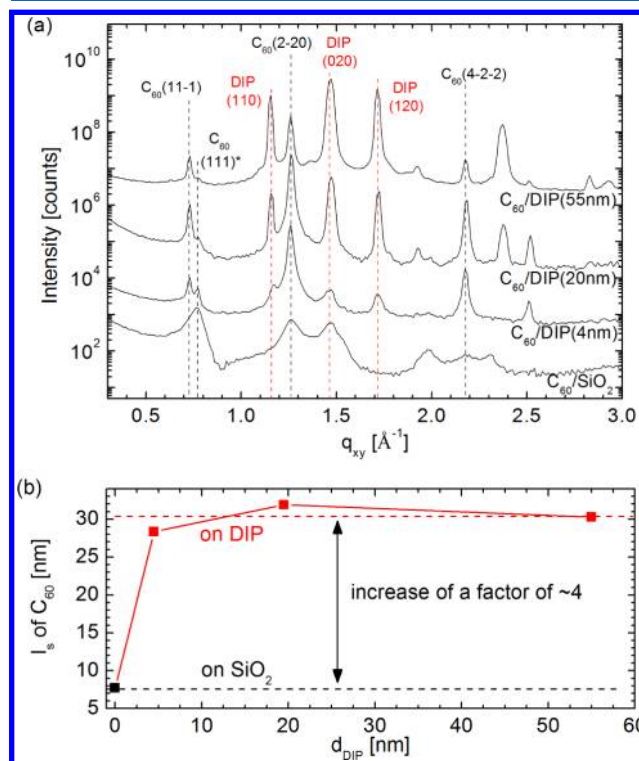 (a)
C60(2-20)
DIP
(020)
C60(11-1)
DIP
(110)
C60
(111)*
DIP
(120)
C60(4-2-2)
10^10
10^8
10^6
10^4
10^2
Intensity [counts]
C60/DIP(55nm)
C60/DIP(20nm)
C60/DIP(4nm)
C60/SiO2
0.5 1.0 1.5 2.0 2.5 3.0
qxy [Å^-1]
(b)
35
30
25
20
15
10
5
ls of C60 [nm]
on DIP
increase of a factor of ~4
on SiO2
0 10 20 30 40 50 60
dDIP [nm]